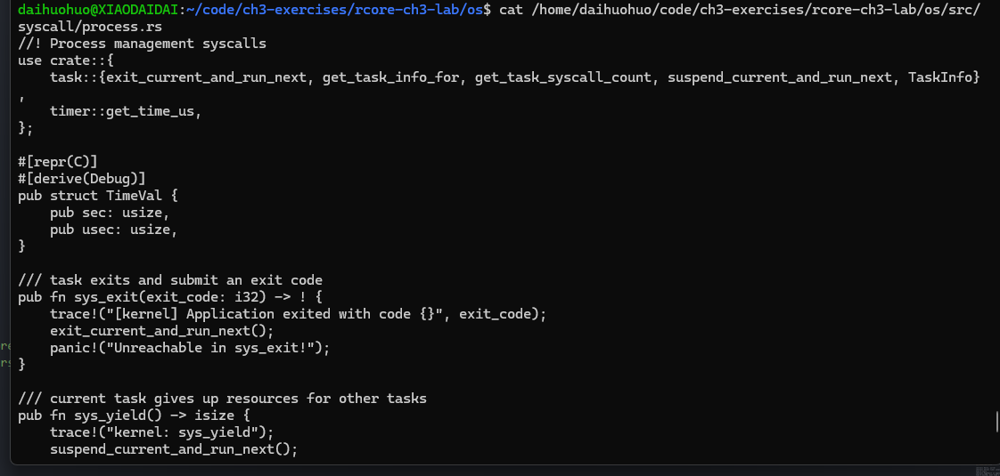 daihuohuo@XIAODAIDAI:~/code/ch3-exercises/rcore-ch3-lab/os$ cat /home/daihuohuo/code/ch3-exercises/rcore-ch3-lab/os/src/
syscall/process.rs
//! Process management syscalls
use crate::{
    task::{exit_current_and_run_next, get_task_info_for, get_task_syscall_count, suspend_current_and_run_next, TaskInfo}
,
    timer::get_time_us,
};

#[repr(C)]
#[derive(Debug)]
pub struct TimeVal {
    pub sec: usize,
    pub usec: usize,
}

/// task exits and submit an exit code
pub fn sys_exit(exit_code: i32) -> ! {
    trace!("[kernel] Application exited with code {}", exit_code);
    exit_current_and_run_next();
    panic!("Unreachable in sys_exit!");
}

/// current task gives up resources for other tasks
pub fn sys_yield() -> isize {
    trace!("kernel: sys_yield");
    suspend_current_and_run_next();